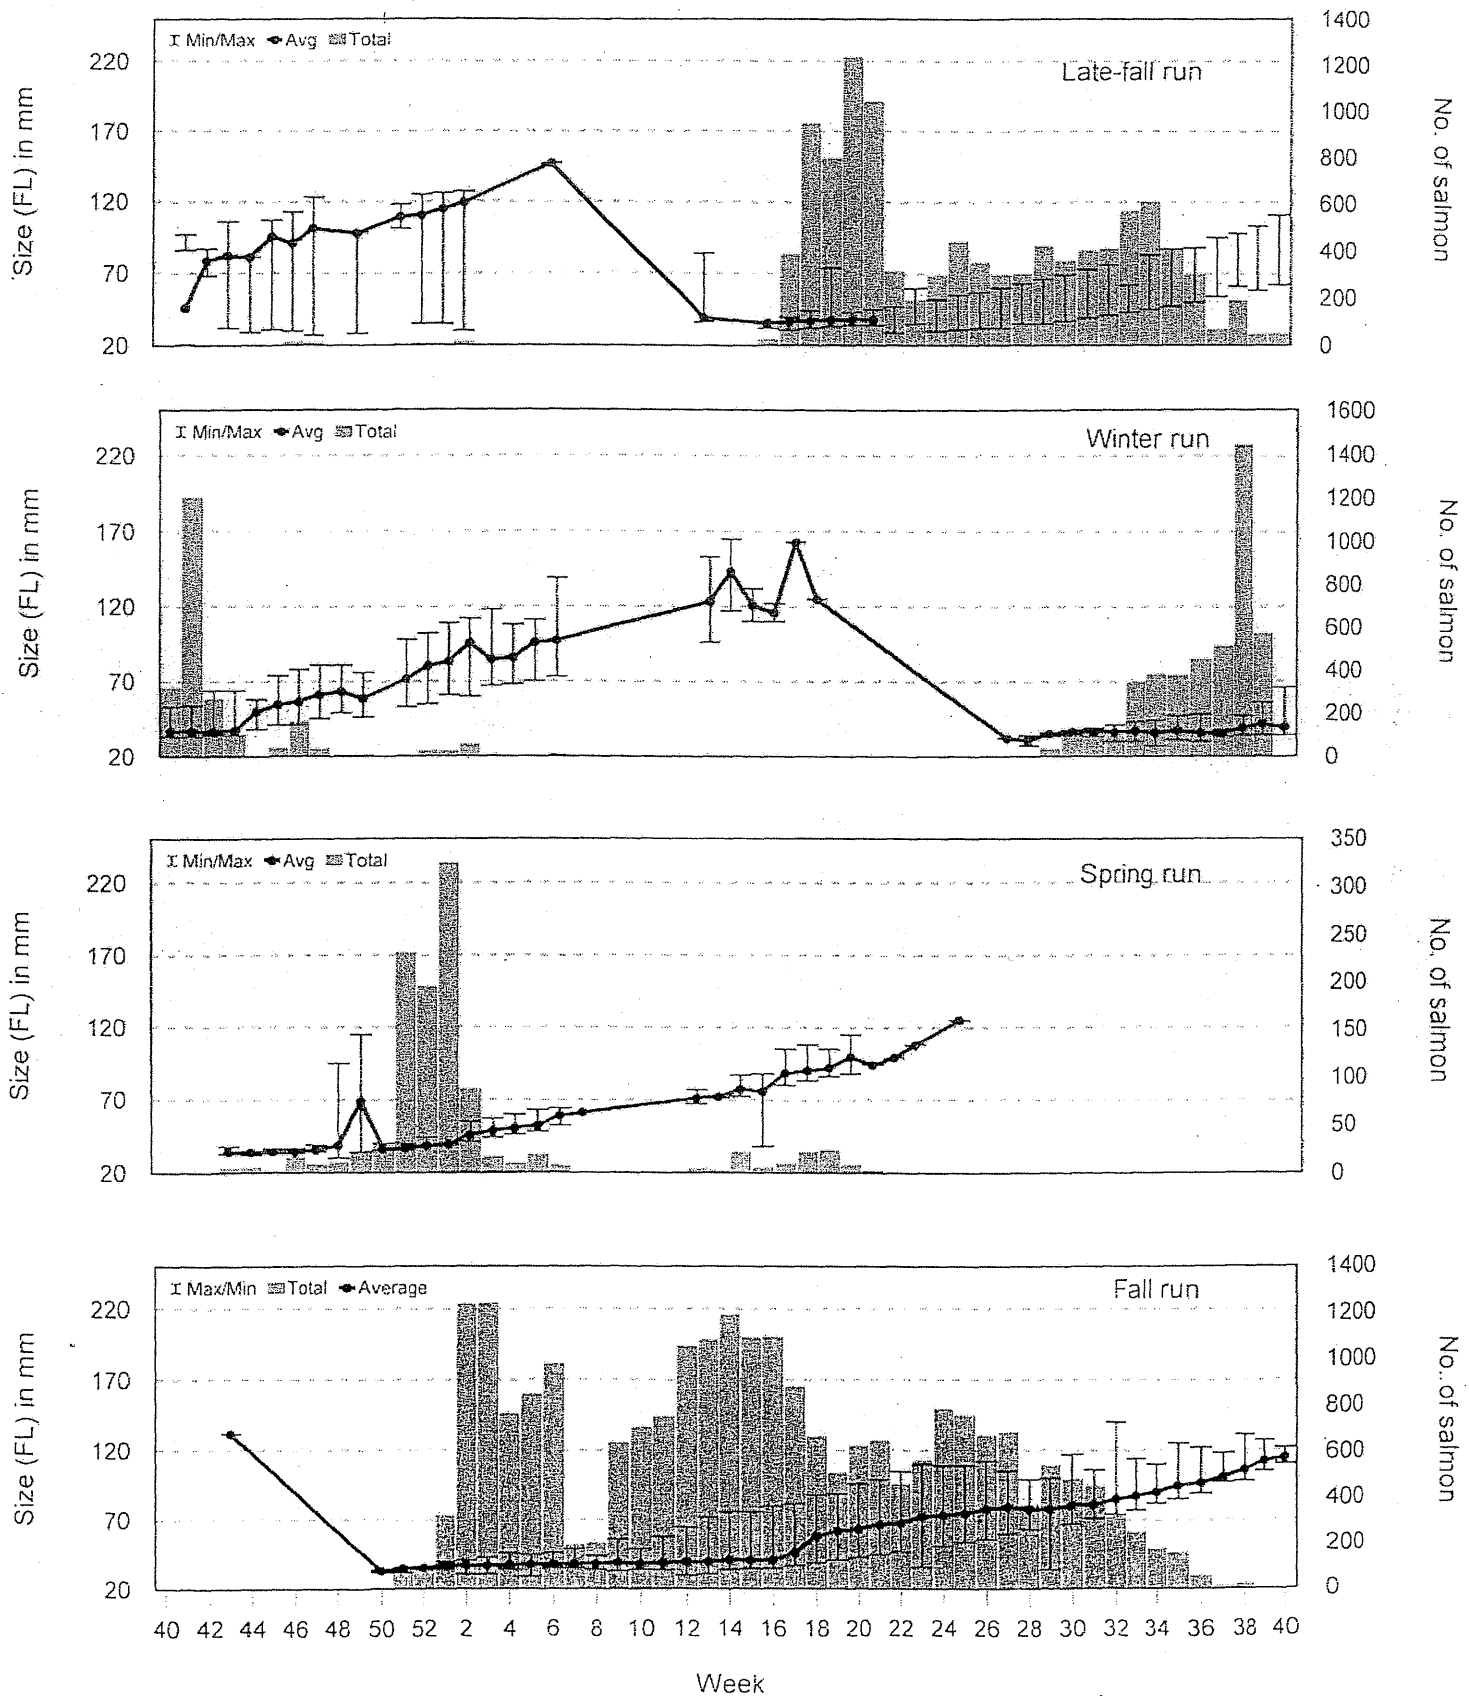 I Min/Max Avg Total
Late-fall run
Size (FL) in mm
220
170
120
70
20
1400
1200
1000
800
600
400
200
0
No. of salmon
I Min/Max Avg Total
Winter run
Size (FL) in mm
220
170
120
70
20
1600
1400
1200
1000
800
600
400
200
0
No. of salmon
I Min/Max Avg Total
Spring run
Size (FL) in mm
220
170
120
70
20
350
300
250
200
150
100
50
0
No. of salmon
I Max/Min Total Average
Fall run
Size (FL) in mm
220
170
120
70
20
1400
1200
1000
800
600
400
200
0
No. of salmon
40 42 44 46 48 50 52 2 4 6 8 10 12 14 16 18 20 22 24 26 28 30 32 34 36 38 40
Week